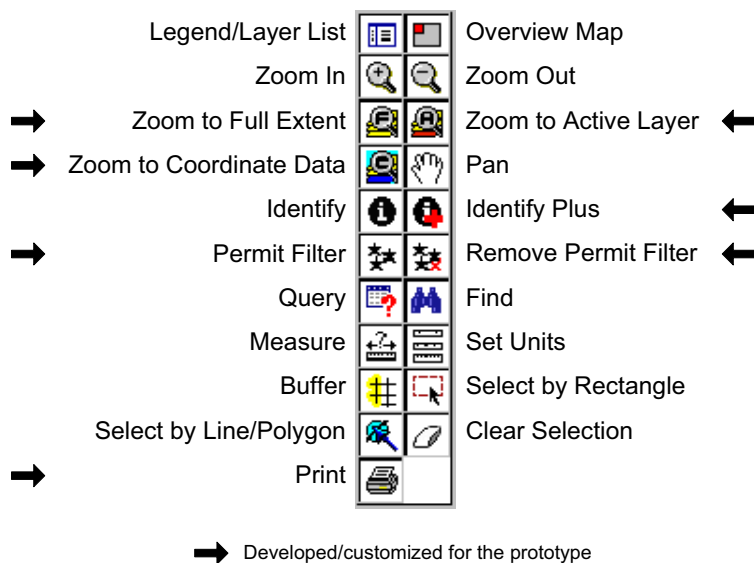 Legend/Layer List Overview Map
Zoom In Zoom Out
Zoom to Full Extent F A Zoom to Active Layer
Zoom to Coordinate Data C Pan
Identify i i Identify Plus
Permit Filter Remove Permit Filter
Query ? Find
Measure ? Set Units
Buffer Select by Rectangle
Select by Line/Polygon Clear Selection
Print
Developed/customized for the prototype